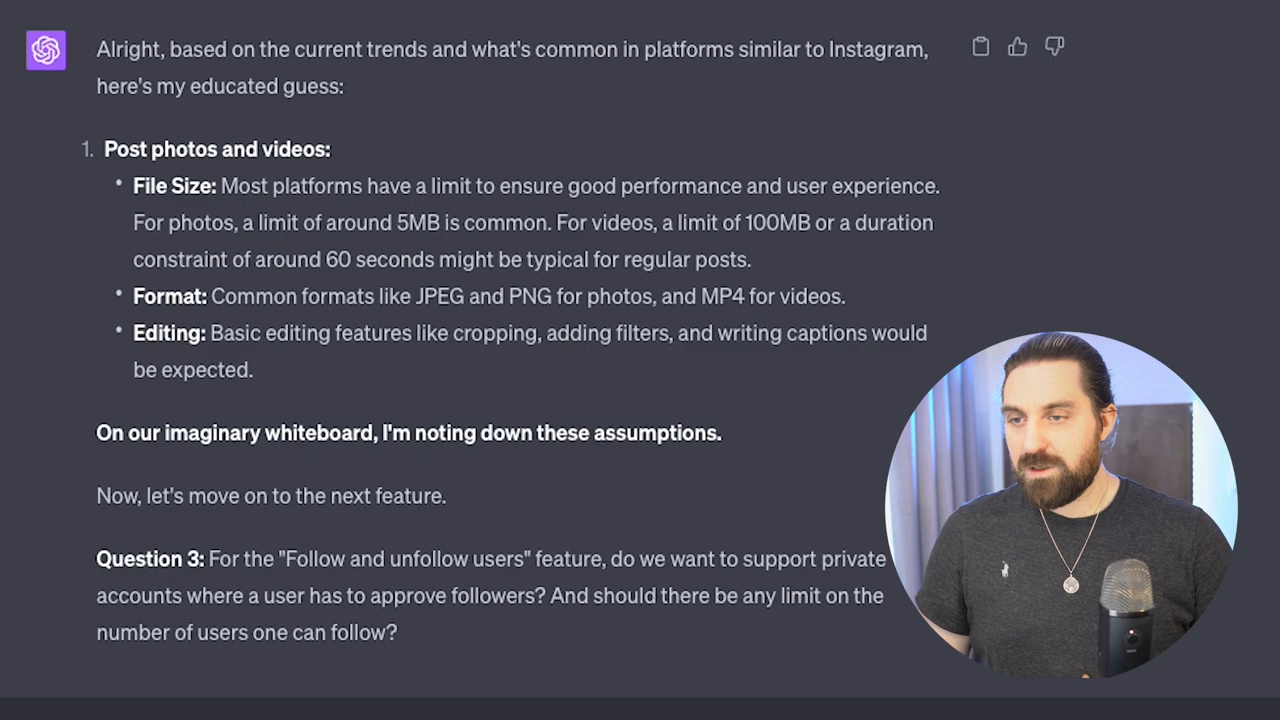 Alright, based on the current trends and what's common in platforms similar to Instagram,
here's my educated guess:
1. Post photos and videos:
• File Size: Most platforms have a limit to ensure good performance and user experience.
For photos, a limit of around 5MB is common. For videos, a limit of 100MB or a duration
constraint of around 60 seconds might be typical for regular posts.
• Format: Common formats like JPEG and PNG for photos, and MP4 for videos.
• Editing: Basic editing features like cropping, adding filters, and writing captions would
be expected.
On our imaginary whiteboard, I'm noting down these assumptions.
Now, let's move on to the next feature.
Question 3: For the "Follow and unfollow users" feature, do we want to support private
accounts where a user has to approve followers? And should there be any limit on the
number of users one can follow?